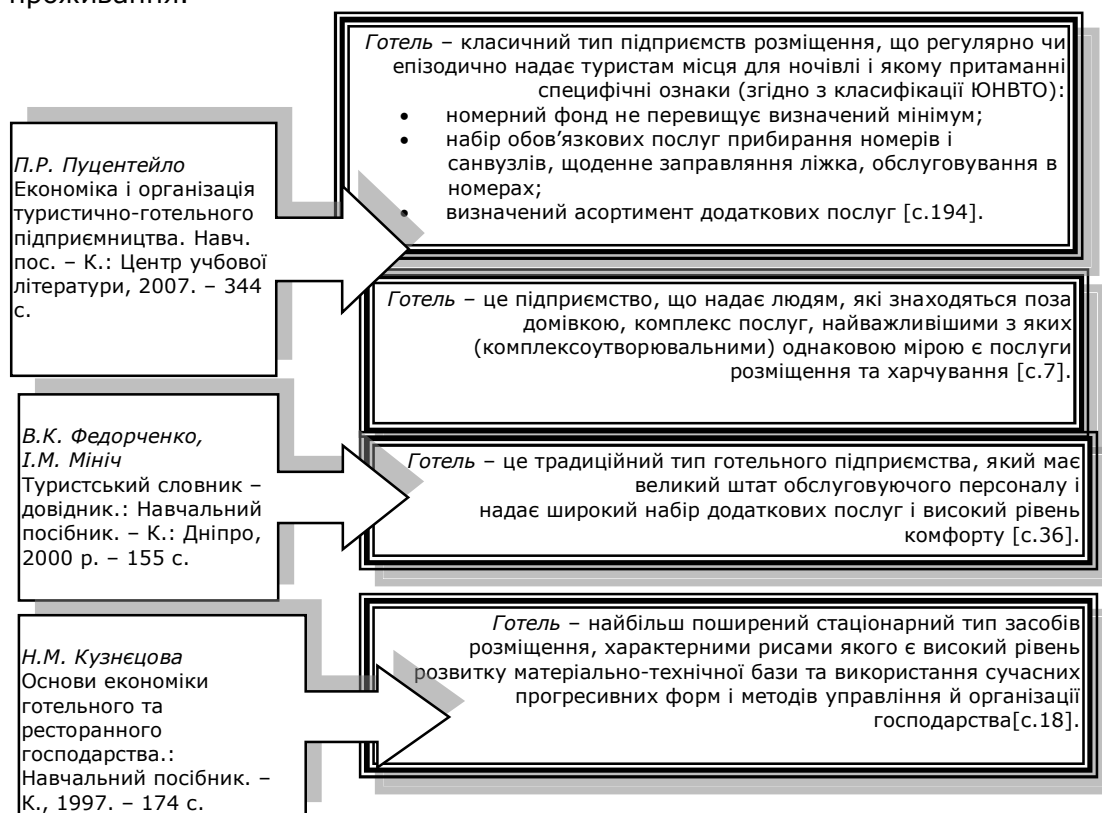 проживання.
П.Р. Пуцентейло
Економіка і організація
туристично-готельного
підприємництва. Навч.
пос. – К.: Центр учбової
літератури, 2007. – 344
с.
Готель – класичний тип підприємств розміщення, що регулярно чи
епізодично надає туристам місця для ночівлі і якому притаманні
специфічні ознаки (згідно з класифікації ЮНВТО):
• номерний фонд не перевищує визначений мінімум;
• набір обов’язкових послуг прибирання номерів і
санвузлів, щоденне заправляння ліжка, обслуговування в
номерах;
• визначений асортимент додаткових послуг [с.194].
Готель – це підприємство, що надає людям, які знаходяться поза
домівкою, комплекс послуг, найважливішими з яких
(комплексоутворювальними) однаковою мірою є послуги
розміщення та харчування [с.7].
В.К. Федорченко,
І.М. Мініч
Туристський словник –
довідник.: Навчальний
посібник. – К.: Дніпро,
2000 р. – 155 с.
Готель – це традиційний тип готельного підприємства, який має
великий штат обслуговуючого персоналу і
надає широкий набір додаткових послуг і високий рівень
комфорту [с.36].
Н.М. Кузнєцова
Основи економіки
готельного та
ресторанного
господарства.:
Навчальний посібник. –
К., 1997. – 174 с.
Готель – найбільш поширений стаціонарний тип засобів
розміщення, характерними рисами якого є високий рівень
розвитку матеріально-технічної бази та використання сучасних
прогресивних форм і методів управління й організації
господарства[с.18].